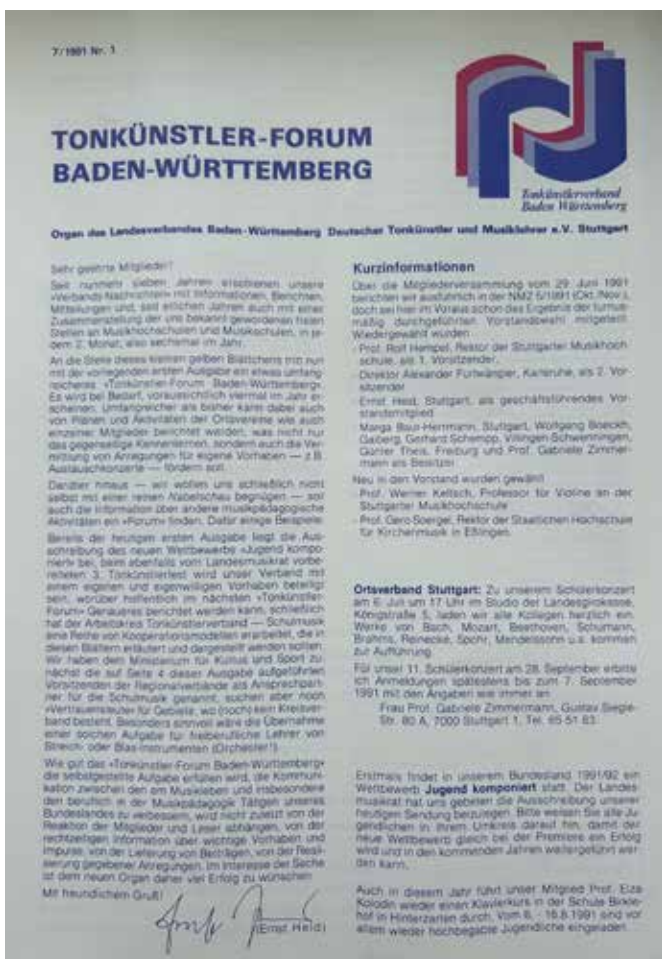 7/1991 Nr. 1
TONKÜNSTLER-FORUM
BADEN-WÜRTTEMBERG
Tonkünstlerverband
Baden Württemberg
Organ des Landesverbandes Baden-Württemberg Deutscher Tonkünstler und Musiklehrer e.V. Stuttgart
Sehr geehrte Mitglieder!
Seit nunmehr sieben Jahren erschienen unsere
«Verbands-Nachrichten» mit Informationen, Berichten,
Mitteilungen und, seit etlichen Jahren auch mit einer
Zusammenstellung der uns bekannt gewordenen freien
Stellen an Musikhochschulen und Musikschulen, in je-
dem 2. Monat, also sechsmal im Jahr.
An die Stelle dieses kleinen gelben Blättchens tritt nun
mit der vorliegenden ersten Ausgabe ein etwas umfang-
reicheres «Tonkünstler-Forum Baden-Württemberg».
Es wird bei Bedarf, voraussichtlich viermal im Jahr er-
scheinen. Umfangreicher als bisher kann dabei auch
von Plänen und Aktivitäten der Ortsvereine wie auch
einzelner Mitglieder berichtet werden, was nicht nur
das gegenseitige Kennenlernen, sondern auch die Ver-
mittlung von Anregungen für eigene Vorhaben — z.B.
Austauschkonzerte — fördern soll.
Darüber hinaus — wir wollen uns schließlich nicht
selbst mit einer reinen Nabelschau begnügen — soll
auch die Information über andere musikpädagogische
Aktivitäten ein «Forum» finden. Dafür einige Beispiele:
Bereits der heutigen ersten Ausgabe liegt die Aus-
schreibung des neuen Wettbewerbs «Jugend kompo-
niert» bei, beim ebenfalls vom Landesmusikrat vorbe-
reiteten 3. Tonkünstlerfest wird unser Verband mit
einem eigenen und eigenwilligen Vorhaben beteiligt
sein, worüber hoffentlich im nächsten «Tonkünstler-
Forum» Genaueres berichtet werden kann, schließlich
hat der Arbeitskreis Tonkünstlerverband — Schulmusik
eine Reihe von Kooperationsmodellen erarbeitet, die in
diesen Blättern erläutert und dargestellt werden sollen.
Wir haben dem Ministerium für Kultus und Sport zu-
nächst die auf Seite 4 dieser Ausgabe aufgeführten
Vorsitzenden der Regionalverbände als Ansprechpart-
ner für die Schulmusik genannt, suchen aber noch
«Vertrauensleute» für Gebiete, wo (noch) kein Kreisver-
band besteht. Besonders sinnvoll wäre die Übernahme
einer solchen Aufgabe für freiberufliche Lehrer von
Streich- oder Blas-Instrumenten (Orchester!).
Wie gut das «Tonkünstler-Forum Baden-Württemberg»
die selbstgestellte Aufgabe erfüllen wird, die Kommuni-
kation zwischen den am Musikleben und insbesondere
den beruflich in der Musikpädagogik Tätigen unseres
Bundeslandes zu verbessern, wird nicht zuletzt von der
Reaktion der Mitglieder und Leser abhängen, von der
rechtzeitigen Information über wichtige Vorhaben und
Impulse, von der Lieferung von Beiträgen, von der Reali-
sierung gegebener Anregungen. Im Interesse der Sache
ist dem neuen Organ daher viel Erfolg zu wünschen.
Mit freundlichem Gruß!
(Ernst Heid)
Kurzinformationen
Über die Mitgliederversammlung vom 29. Juni 1991
berichten wir ausführlich in der NMZ 5/1991 (Okt./Nov.),
doch sei hier im Voraus schon das Ergebnis der turnus-
mäßig durchgeführten Vorstandswahl mitgeteilt.
Wiedergewählt wurden
- Prof. Rolf Hempel, Rektor der Stuttgarter Musikhoch-
schule, als 1. Vorsitzender,
- Direktor Alexander Furtwängler, Karlsruhe, als 2. Vor-
sitzender
- Ernst Heid, Stuttgart, als geschäftsführendes Vor-
standsmitglied
- Marga Baur-Herrmann, Stuttgart, Wolfgang Boeckh,
Gaiberg, Gerhard Schempp, Villingen-Schwenningen,
Günter Theis, Freiburg und Prof. Gabriele Zimmer-
mann als Beisitzer
Neu in den Vorstand wurden gewählt
- Prof. Werner Keltsch, Professor für Violine an der
Stuttgarter Musikhochschule
- Prof. Gero Soergel, Rektor der Staatlichen Hochschule
für Kirchenmusik in Eßlingen.
Ortsverband Stuttgart: Zu unserem Schülerkonzert
am 6. Juli um 17 Uhr im Studio der Landesgirokasse,
Königstraße 5, laden wir alle Kollegen herzlich ein.
Werke von Bach, Mozart, Beethoven, Schumann,
Brahms, Reinecke, Spohr, Mendelssohn u.a. kommen
zur Aufführung.
Für unser 11. Schülerkonzert am 28. September erbitte
ich Anmeldungen spätestens bis zum 7. September
1991 mit den Angaben wie immer an
Frau Prof. Gabriele Zimmermann, Gustav Siegle-
Str. 80 A, 7000 Stuttgart 1, Tel. 65 51 63.
Erstmals findet in unserem Bundesland 1991/92 ein
Wettbewerb Jugend komponiert statt. Der Landes-
musikrat hat uns gebeten die Ausschreibung unserer
heutigen Sendung beizulegen. Bitte weisen Sie alle Ju-
gendlichen in Ihrem Umkreis darauf hin, damit der
neue Wettbewerb gleich bei der Premiere ein Erfolg
wird und in den kommenden Jahren weitergeführt wer-
den kann.
Auch in diesem Jahr führt unser Mitglied Prof. Elza
Kolodin wieder einen Klavierkurs in der Schule Birkle-
hof in Hinterzarten durch. Vom 6. - 16.8.1991 sind vor
allem wieder hochbegabte Jugendliche eingeladen.